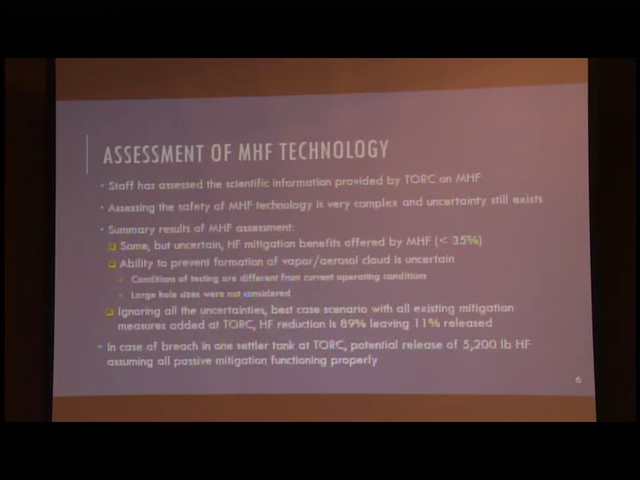 ASSESSMENT OF MHF TECHNOLOGY
• Staff has assessed the scientific information provided by TORC on MHF
• Assessing the safety of MHF technology is very complex and uncertainty still exists
• Summary results of MHF assessment:
❑ Some, but uncertain, HF mitigation benefits offered by MHF (< 35%)
❑ Ability to prevent formation of vapor/aerosol cloud is uncertain
✓ Conditions of testing are different from current operating conditions
✓ Large hole sizes were not considered
❑ Ignoring all the uncertainties, best case scenario with all existing mitigation
measures added at TORC, HF reduction is 89% leaving 11% released
• In case of breach in one settler tank at TORC, potential release of 5,200 lb HF
assuming all passive mitigation functioning properly
6